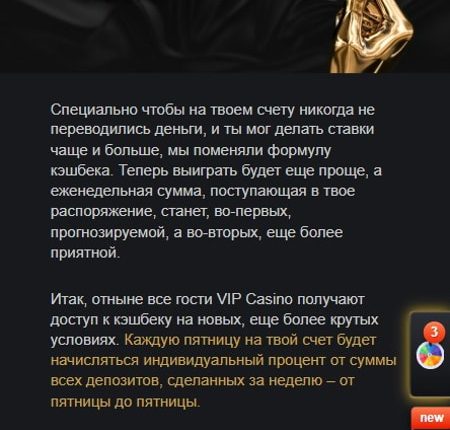 Специально чтобы на твоем счету никогда не
переводились деньги, и ты мог делать ставки
чаще и больше, мы поменяли формулу
кэшбека. Теперь выиграть будет еще проще, а
еженедельная сумма, поступающая в твое
распоряжение, станет, во-первых,
прогнозируемой, а во-вторых, еще более
приятной.
Итак, отныне все гости VIP Casino получают
доступ к кэшбеку на новых, еще более крутых
условиях. Каждую пятницу на твой счет будет
начисляться индивидуальный процент от суммы
всех депозитов, сделанных за неделю – от
пятницы до пятницы.
3
new